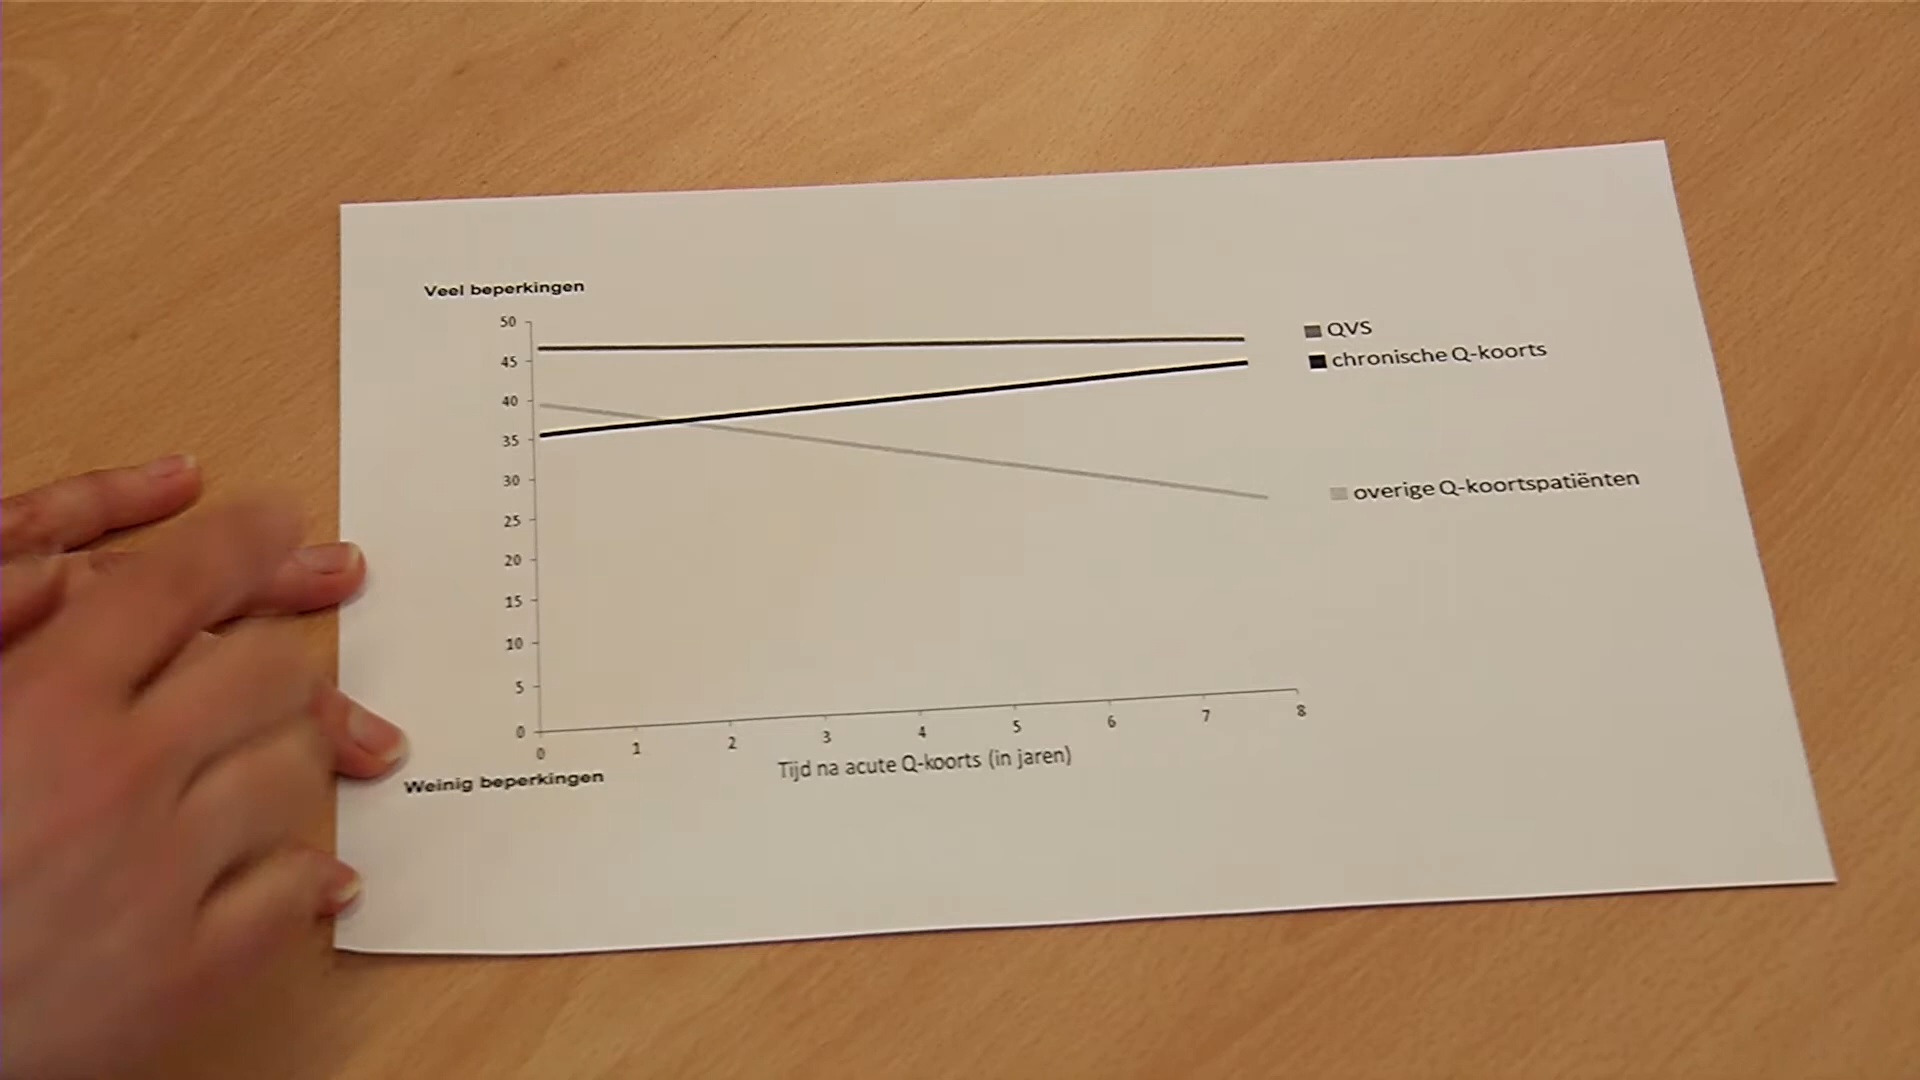 Veel beperkingen
50
45
40
35
30
25
20
15
10
5
0
0 1 2 3 4 5 6 7 8
Tijd na acute Q-koorts (in jaren)
Weinig beperkingen
QVS
chronische Q-koorts
overige Q-koortspatiënten